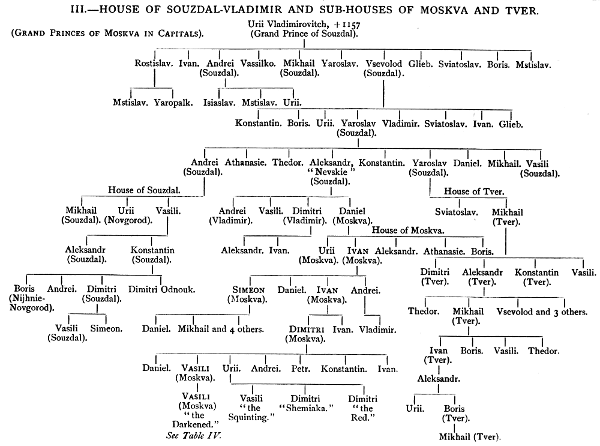 III.—HOUSE OF SOUZDAL-VLADIMIR AND SUB-HOUSES OF MOSKVA AND TVER.
(GRAND PRINCES OF MOSKVA IN CAPITALS).
Urii Vladimirovitch, +1157
(Grand Prince of Souzdal).
Rostislav. Ivan. Andrei Vassilko. Mikhail Yaroslav. Vsevolod Glieb. Sviatoslav. Boris. Mstislav.
(Souzdal). (Souzdal). (Souzdal).
Mstislav. Yaropalk. Isiaslav. Mstislav. Urii.
Konstantin. Boris. Urii. Yaroslav Vladimir. Sviatoslav. Ivan. Glieb.
(Souzdal).
Andrei Athanasie. Thedor. Aleksandr, Konstantin. Yaroslav Daniel. Mikhail. Vasili
(Souzdal). "Nevskie" (Souzdal). (Souzdal).
(Souzdal).
House of Souzdal. House of Tver.
Mikhail Urii Vasili. Andrei Vasili. Dimitri Daniel Sviatoslav. Mikhail
(Souzdal). (Novgorod). (Vladimir). (Vladimir). (Moskva). (Tver).
House of Moskva.
Aleksandr Konstantin Aleksandr. Ivan. Urii IVAN Aleksandr. Athanasie. Boris.
(Souzdal). (Souzdal). (Moskva). (Moskva).
Dimitri Aleksandr Konstantin Vasili.
(Tver). (Tver). (Tver).
Boris Andrei. Dimitri Dimitri Odnouk. SIMEON Daniel. IVAN Andrei.
(Nijhnie- (Souzdal). (Moskva). (Moskva).
Novgorod).
Thedor. Mikhail Vsevolod and 3 others.
(Tver).
Vasili Simeon. Daniel. Mikhail and 4 others. DIMITRI Ivan. Vladimir.
(Souzdal). (Moskva).
Ivan Boris. Vasili. Thedor.
(Tver).
Daniel. VASILI Urii. Andrei. Petr. Konstantin. Ivan.
(Moskva).
Aleksandr.
VASILI Vasili Dimitri Dimitri
(Moskva) "the "Shemiaka." "the
"the Squinting." Red."
Darkened."
Urii. Boris
(Tver).
See Table IV.
Mikhail (Tver).